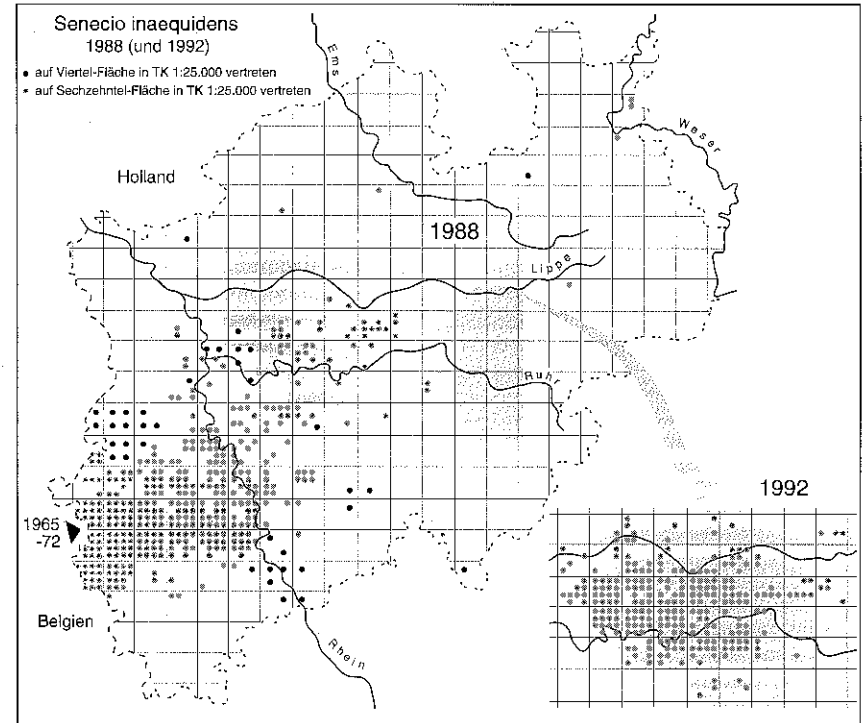 Senecio inaequidens
1988 (und 1992)
• auf Viertel-Fläche in TK 1:25.000 vertreten
* auf Sechzehntel-Fläche in TK 1:25.000 vertreten
Ems
Weser
Holland
1988
Lippe
Ruhr
1992
1965
-72
Belgien
Rhein